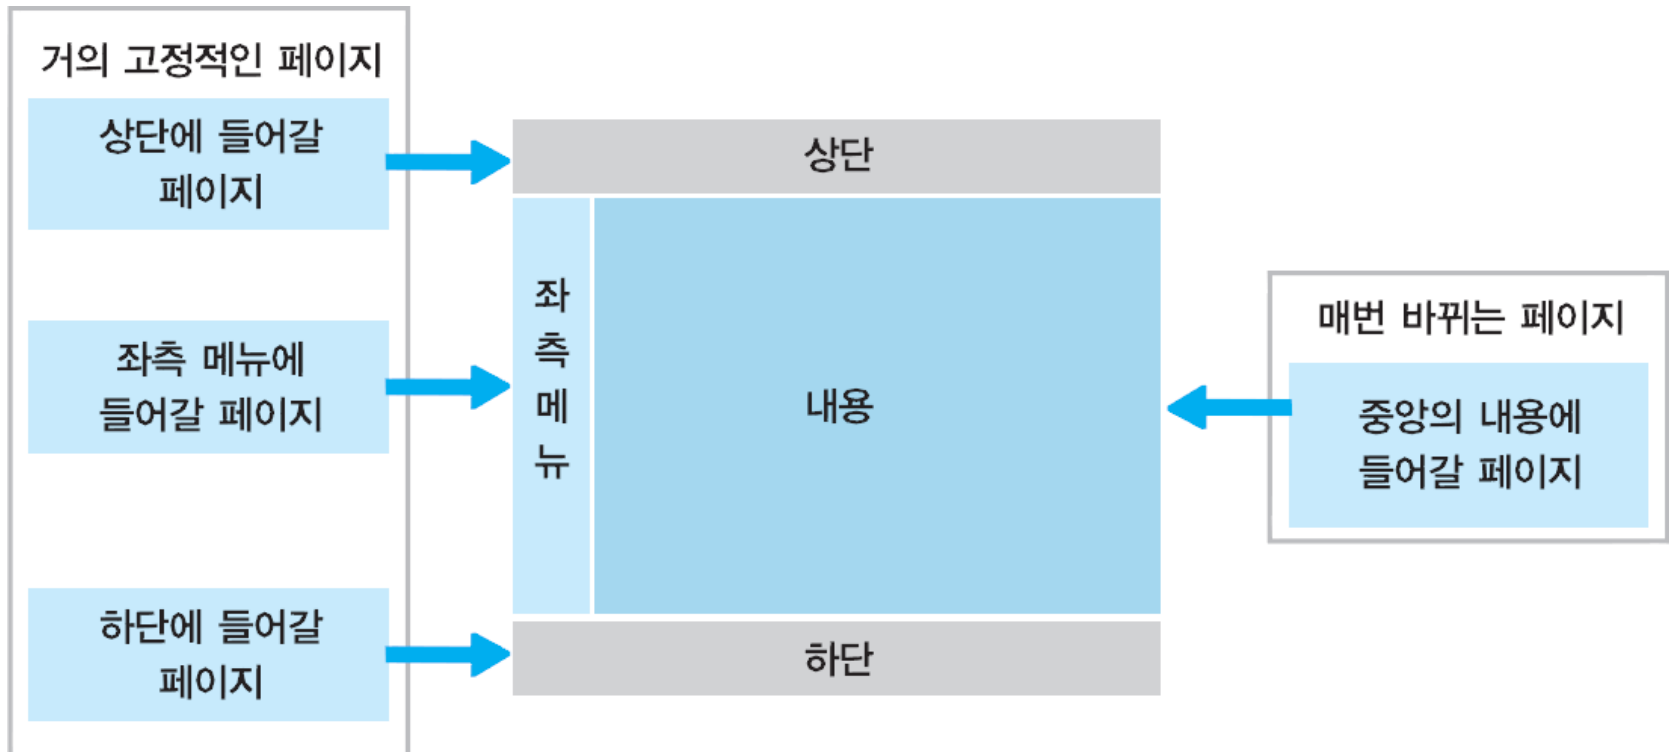 거의 고정적인 페이지
상단에 들어갈
페이지
좌측 메뉴에
들어갈 페이지
하단에 들어갈
페이지
상단
좌
측
메
뉴
내용
하단
매번 바뀌는 페이지
중앙의 내용에
들어갈 페이지